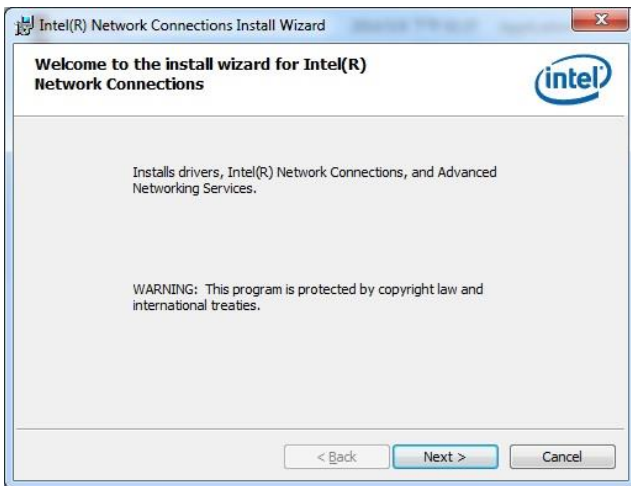 Intel(R) Network Connections Install Wizard
Welcome to the install wizard for Intel(R)
Network Connections
intel
Installs drivers, Intel(R) Network Connections, and Advanced
Networking Services.
WARNING: This program is protected by copyright law and
international treaties.
< Back
Next >
Cancel